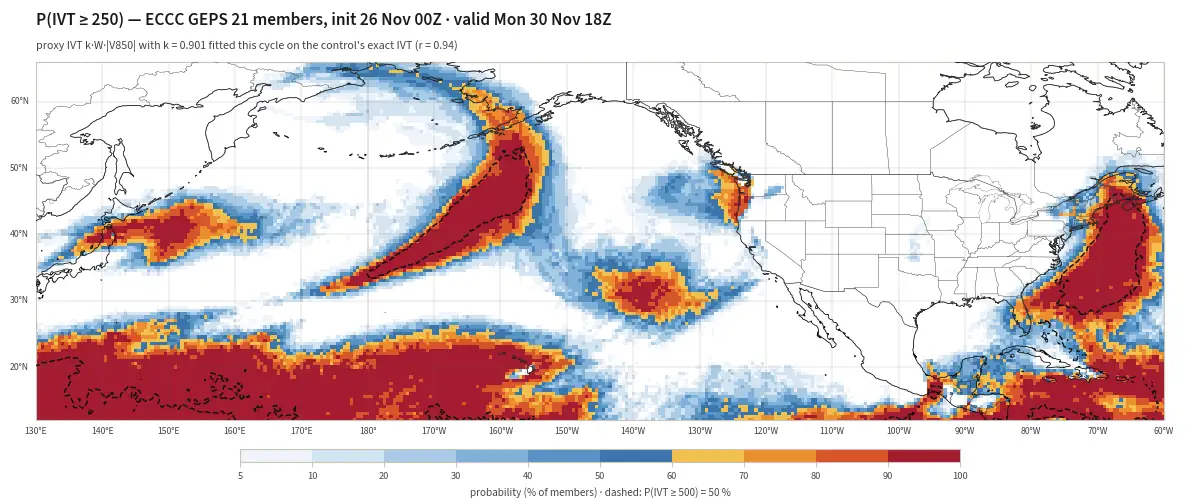 P(IVT ≥ 250) — ECCC GEPS 21 members, init 26 Nov 00Z · valid Mon 30 Nov 18Z
proxy IVT k·W·|V850| with k = 0.901 fitted this cycle on the control's exact IVT (r = 0.94)
60°N
50°N
40°N
30°N
20°N
130°E 140°E 150°E 160°E 170°E 180° 170°W 160°W 150°W 140°W 130°W 120°W 110°W 100°W 90°W 80°W 70°W 60°W
5 10 20 30 40 50 60 70 80 90 100
probability (% of members) · dashed: P(IVT ≥ 500) = 50 %